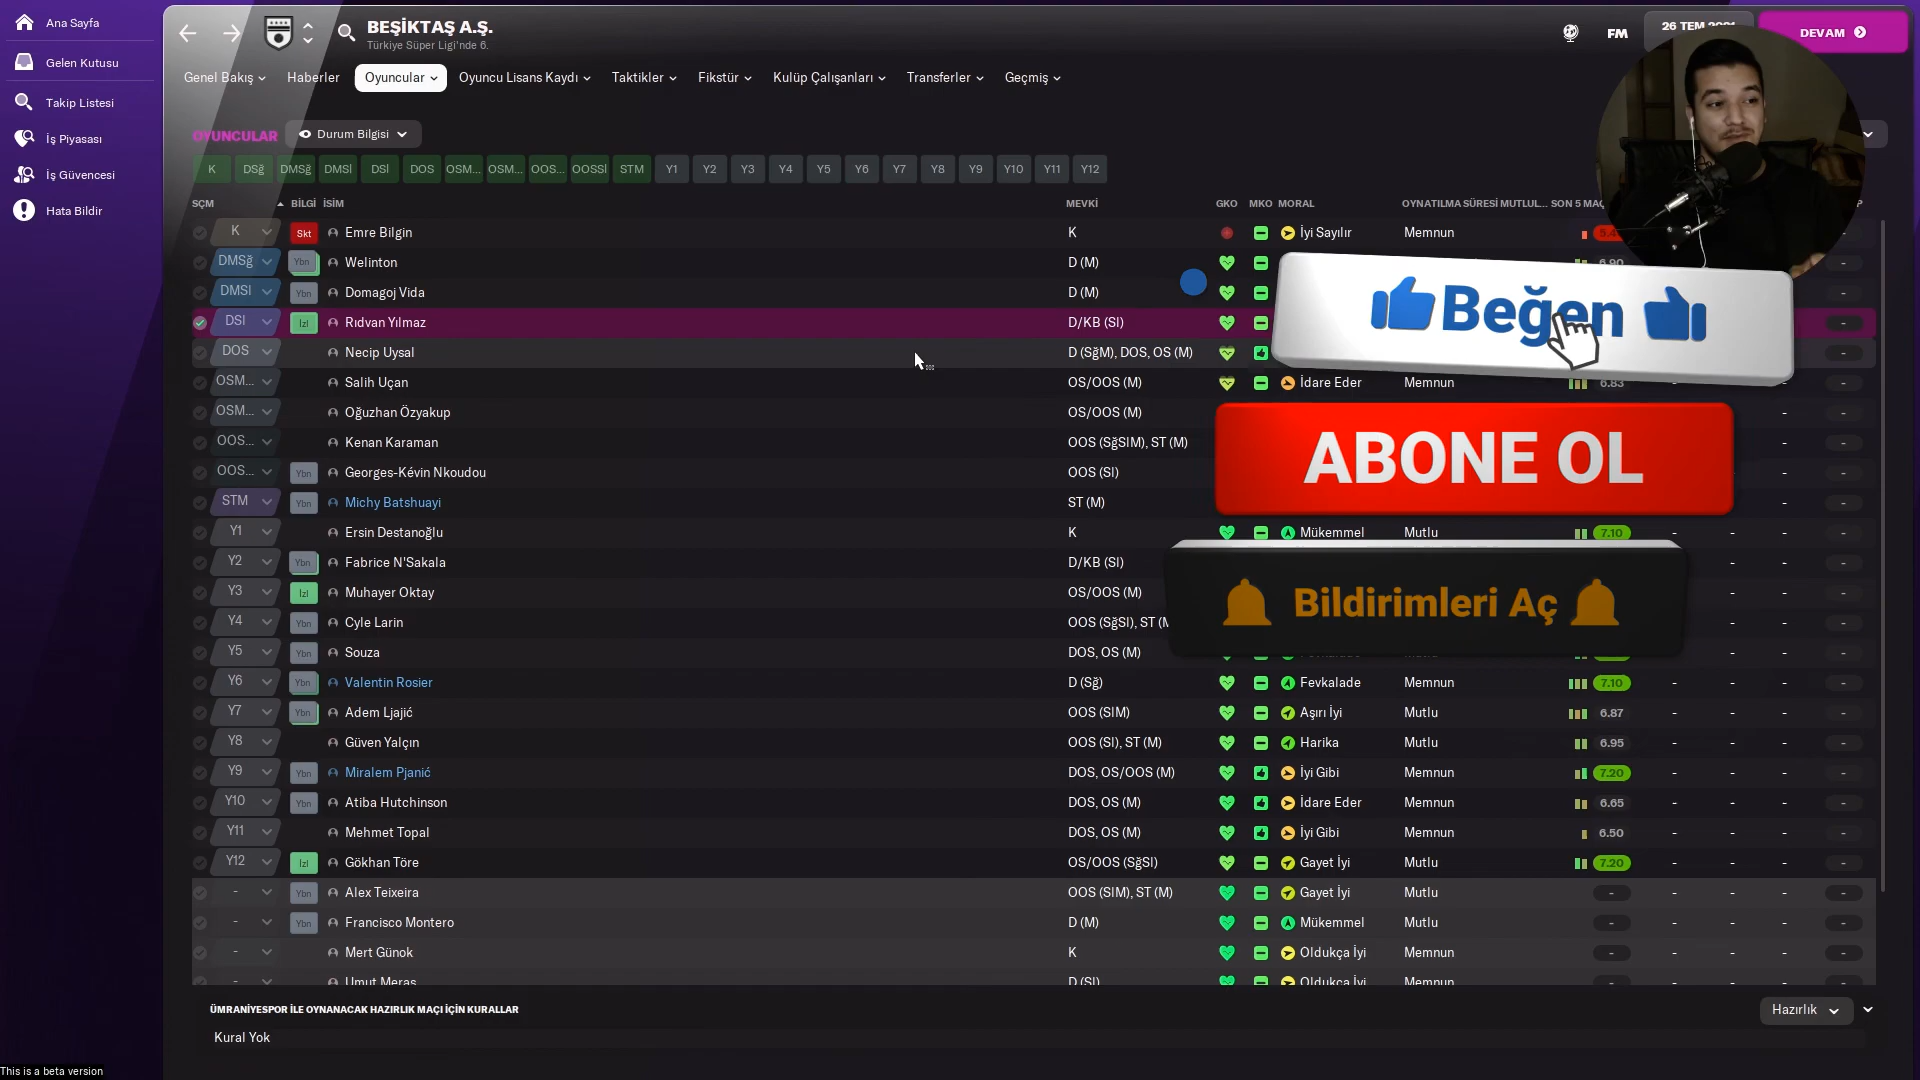 Ana Sayfa
Gelen Kutusu
Takip Listesi
İş Piyasası
İş Güvencesi
Hata Bildir
BEŞİKTAŞ A.Ş.
Türkiye Süper Ligi'nde 6.
FM
DEVAM
Genel Bakış Haberler Oyuncular Oyuncu Lisans Kaydı Taktikler Fikstür Kulüp Çalışanları Transferler Geçmiş
OYUNCULAR Durum Bilgisi
K DSğ DMSğ DMSl DSl DOS OSM... OSM... OOS... OOSSl STM Y1 Y2 Y3 Y4 Y5 Y6 Y7 Y8 Y9 Y10 Y11 Y12
SÇM BİLGİ İSİM MEVKİ GKO MKO MORAL OYNATILMA SÜRESİ MUTLUL... SON 5 MAÇ
K Skt Emre Bilgin K İyi Sayılır Memnun
DMSğ Ybn Welinton D (M) 6.90
DMSl Ybn Domagoj Vida D (M)
DSl İzl Rıdvan Yılmaz D/KB (Sl) -
DOS Necip Uysal D (SğM), DOS, OS (M) -
OSM... Salih Uçan OS/OOS (M) İdare Eder Memnun 6.83 -
OSM... Oğuzhan Özyakup OS/OOS (M) - -
OOS... Kenan Karaman OOS (SğSlM), ST (M) - -
OOS... Ybn Georges-Kévin Nkoudou OOS (Sl) - -
STM Ybn Michy Batshuayi ST (M) - -
Y1 Ersin Destanoğlu K Mükemmel Mutlu 7.10 - - - -
Y2 Ybn Fabrice N'Sakala D/KB (Sl) - - -
Y3 İzl Muhayer Oktay OS/OOS (M) - - -
Y4 Ybn Cyle Larin OOS (SğSl), ST (M - - -
Y5 Ybn Souza DOS, OS (M) - - -
Y6 Ybn Valentin Rosier D (Sğ) Fevkalade Memnun 7.10 - - - -
Y7 Ybn Adem Ljajić OOS (SlM) Aşırı İyi Mutlu 6.87 - - - -
Y8 Güven Yalçın OOS (Sl), ST (M) Harika Mutlu 6.95 - - - -
Y9 Ybn Miralem Pjanić DOS, OS/OOS (M) İyi Gibi Memnun 7.20 - - - -
Y10 Ybn Atiba Hutchinson DOS, OS (M) İdare Eder Memnun 6.65 - - - -
Y11 Mehmet Topal DOS, OS (M) İyi Gibi Memnun 6.50 - - - -
Y12 İzl Gökhan Töre OS/OOS (SğSl) Gayet İyi Mutlu 7.20 - - - -
- Ybn Alex Teixeira OOS (SlM), ST (M) Gayet İyi Mutlu - - - - -
- Ybn Francisco Montero D (M) Mükemmel Mutlu - - - - -
- Mert Günok K Oldukça İyi Memnun - - - - -
- Umut Meraş D (Sl) Oldukça İyi Memnun - - - - -
Beğen
ABONE OL
Bildirimleri Aç
ÜMRANİYESPOR İLE OYNANACAK HAZIRLIK MAÇI İÇİN KURALLAR
Hazırlık
Kural Yok
This is a beta version